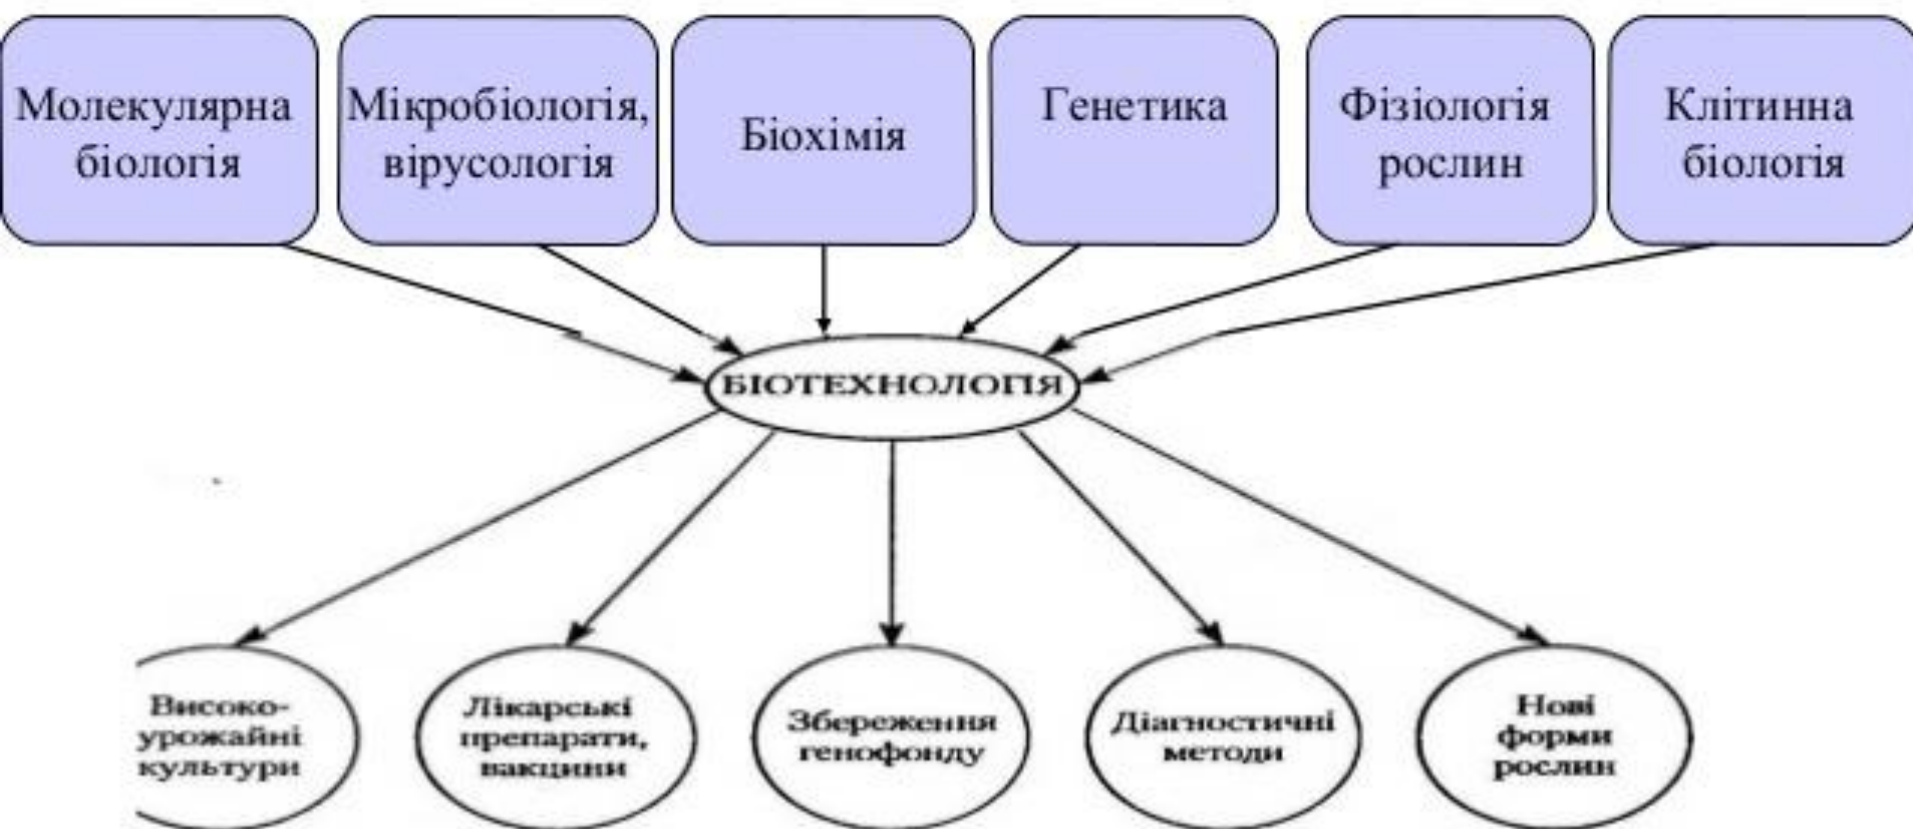 Молекулярна
біологія
Мікробіологія,
вірусологія
Біохімія
Генетика
Фізіологія
рослин
Клітинна
біологія
БІОТЕХНОЛОГІЯ
Високо-
урожайні
культури
Лікарські
препарати,
вакцини
Збереження
генофонду
Діагностичні
методи
Нові
форми
рослин